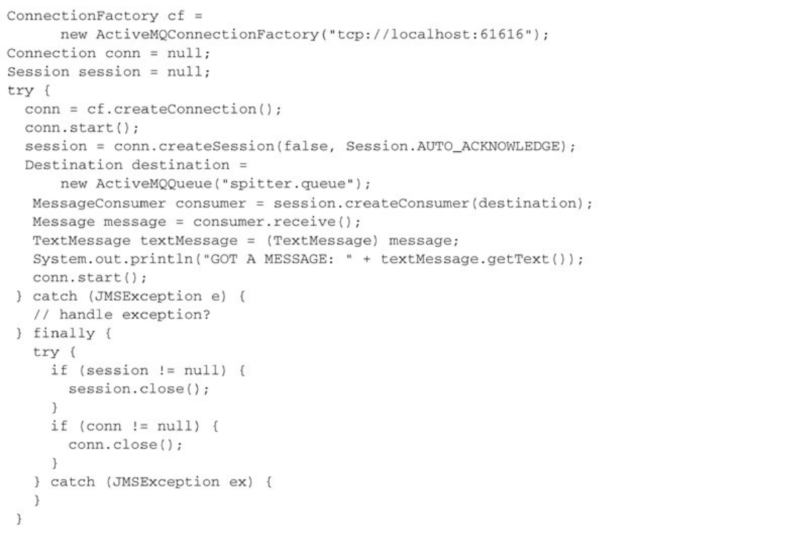 ConnectionFactory cf =
      new ActiveMQConnectionFactory("tcp://localhost:61616");
Connection conn = null;
Session session = null;
try {
  conn = cf.createConnection();
  conn.start();
  session = conn.createSession(false, Session.AUTO_ACKNOWLEDGE);
  Destination destination =
      new ActiveMQQueue("spitter.queue");
   MessageConsumer consumer = session.createConsumer(destination);
   Message message = consumer.receive();
   TextMessage textMessage = (TextMessage) message;
   System.out.println("GOT A MESSAGE: " + textMessage.getText());
   conn.start();
 } catch (JMSException e) {
   // handle exception?
 } finally {
   try {
     if (session != null) {
       session.close();
     }
     if (conn != null) {
       conn.close();
     }
   } catch (JMSException ex) {
   }
 }